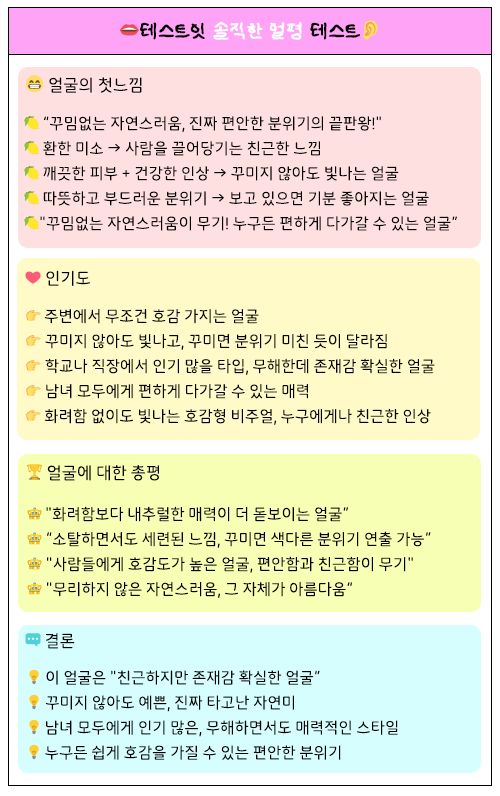 테스트힛 솔직한 얼평 테스트
얼굴의 첫느낌
“꾸밈없는 자연스러움, 진짜 편안한 분위기의 끝판왕!"
환한 미소 → 사람을 끌어당기는 친근한 느낌
깨끗한 피부 + 건강한 인상 → 꾸미지 않아도 빛나는 얼굴
따뜻하고 부드러운 분위기 → 보고 있으면 기분 좋아지는 얼굴
"꾸밈없는 자연스러움이 무기! 누구든 편하게 다가갈 수 있는 얼굴”
인기도
주변에서 무조건 호감 가지는 얼굴
꾸미지 않아도 빛나고, 꾸미면 분위기 미친 듯이 달라짐
학교나 직장에서 인기 많을 타입, 무해한데 존재감 확실한 얼굴
남녀 모두에게 편하게 다가갈 수 있는 매력
화려함 없이도 빛나는 호감형 비주얼, 누구에게나 친근한 인상
얼굴에 대한 총평
"화려함보다 내추럴한 매력이 더 돋보이는 얼굴”
“소탈하면서도 세련된 느낌, 꾸미면 색다른 분위기 연출 가능”
"사람들에게 호감도가 높은 얼굴, 편안함과 친근함이 무기"
"무리하지 않은 자연스러움, 그 자체가 아름다움“
결론
이 얼굴은 "친근하지만 존재감 확실한 얼굴”
꾸미지 않아도 예쁜, 진짜 타고난 자연미
남녀 모두에게 인기 많은, 무해하면서도 매력적인 스타일
누구든 쉽게 호감을 가질 수 있는 편안한 분위기